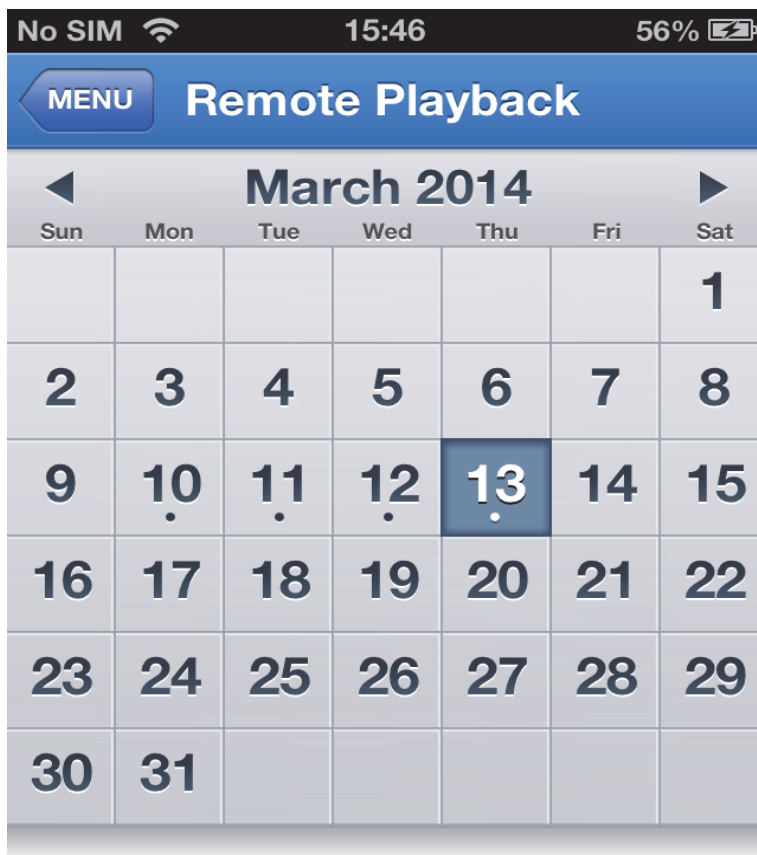 No SIM 15:46 56%
MENU Remote Playback
March 2014
Sun Mon Tue Wed Thu Fri Sat
1
2 3 4 5 6 7 8
9 10 11 12 13 14 15
16 17 18 19 20 21 22
23 24 25 26 27 28 29
30 31